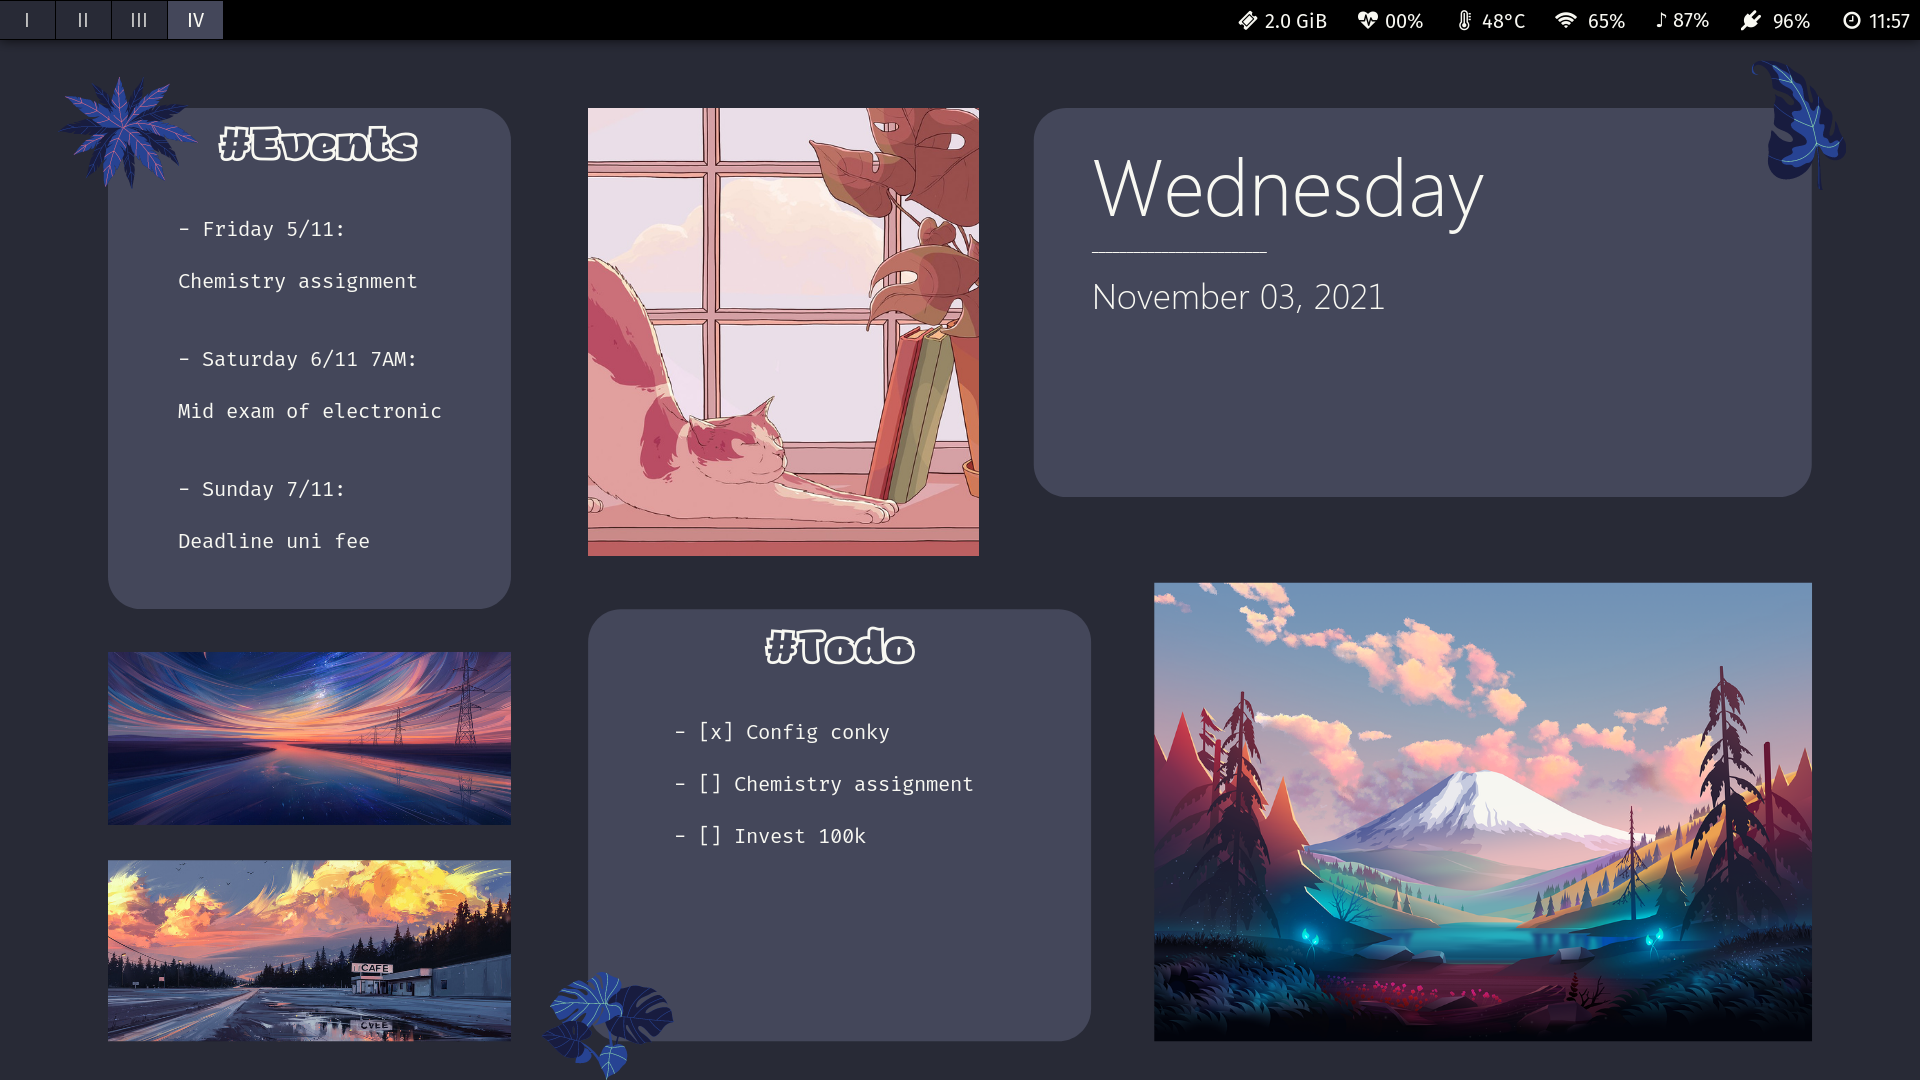 I II III IV
2.0 GiB 00% 48°C 65% ♪ 87% 96% 11:57
#Events
- Friday 5/11:
Chemistry assignment
- Saturday 6/11 7AM:
Mid exam of electronic
- Sunday 7/11:
Deadline uni fee
Wednesday
November 03, 2021
#Todo
- [x] Config conky
- [] Chemistry assignment
- [] Invest 100k
CAFE